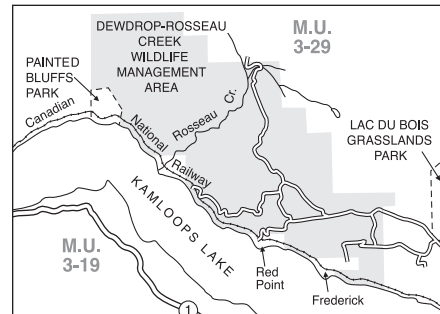 DEWDROP-ROSSEAU
CREEK
WILDLIFE
MANAGEMENT
AREA
M.U.
3-29
PAINTED
BLUFFS
PARK
Canadian
National
Railway
Rosseau Cr.
LAC DU BOIS
GRASSLANDS
PARK
KAMLOOPS LAKE
M.U.
3-19
Red
Point
Frederick
1